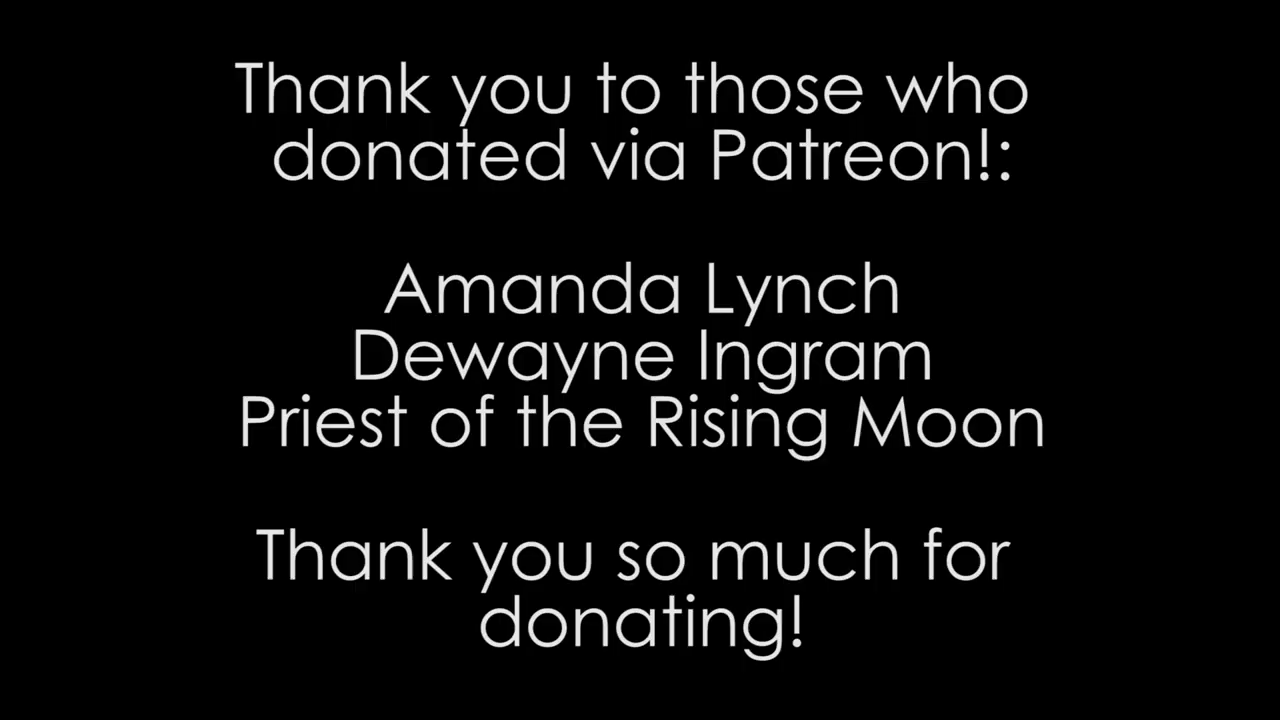 Thank you to those who
donated via Patreon!:
Amanda Lynch
Dewayne Ingram
Priest of the Rising Moon
Thank you so much for
donating!